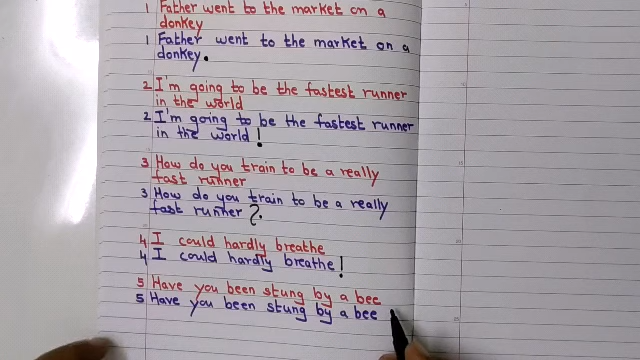 1 Father went to the market on a
donkey
1 Father went to the market on a
donkey.
2 I'm going to be the fastest runner
in the world
2 I'm going to be the fastest runner
in the world!
3 How do you train to be a really
fast runner
3 How do you train to be a really
fast runner?
4 I could hardly breathe
4 I could hardly breathe!
5 Have you been stung by a bee
5 Have you been stung by a bee